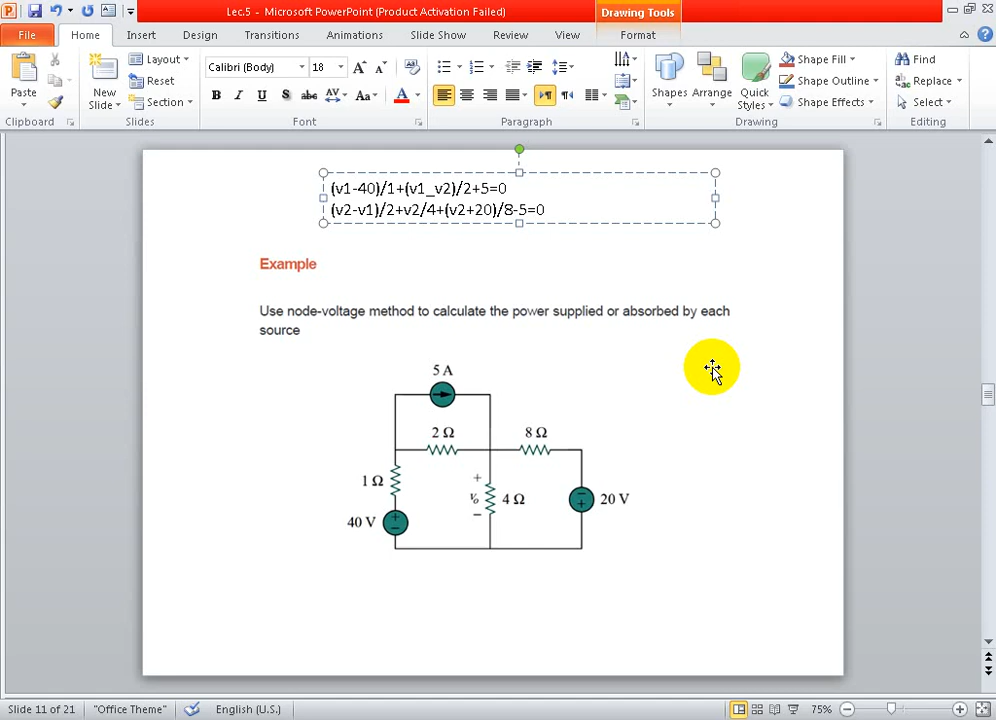 Lec.5 - Microsoft PowerPoint (Product Activation Failed)
Drawing Tools
File
Home
Insert
Design
Transitions
Animations
Slide Show
Review
View
Format
Paste
New
Slide
Layout
Reset
Section
Calibri (Body)
18
B I U S abc AV Aa A
Shapes
Arrange
Quick
Styles
Shape Fill
Shape Outline
Shape Effects
Find
Replace
Select
Clipboard
Slides
Font
Paragraph
Drawing
Editing
(v1-40)/1+(v1_v2)/2+5=0
(v2-v1)/2+v2/4+(v2+20)/8-5=0
Example
Use node-voltage method to calculate the power supplied or absorbed by each
source
5 A
2 Ω
8 Ω
1 Ω
+
vo
−
4 Ω
20 V
40 V
Slide 11 of 21
"Office Theme"
English (U.S.)
75%